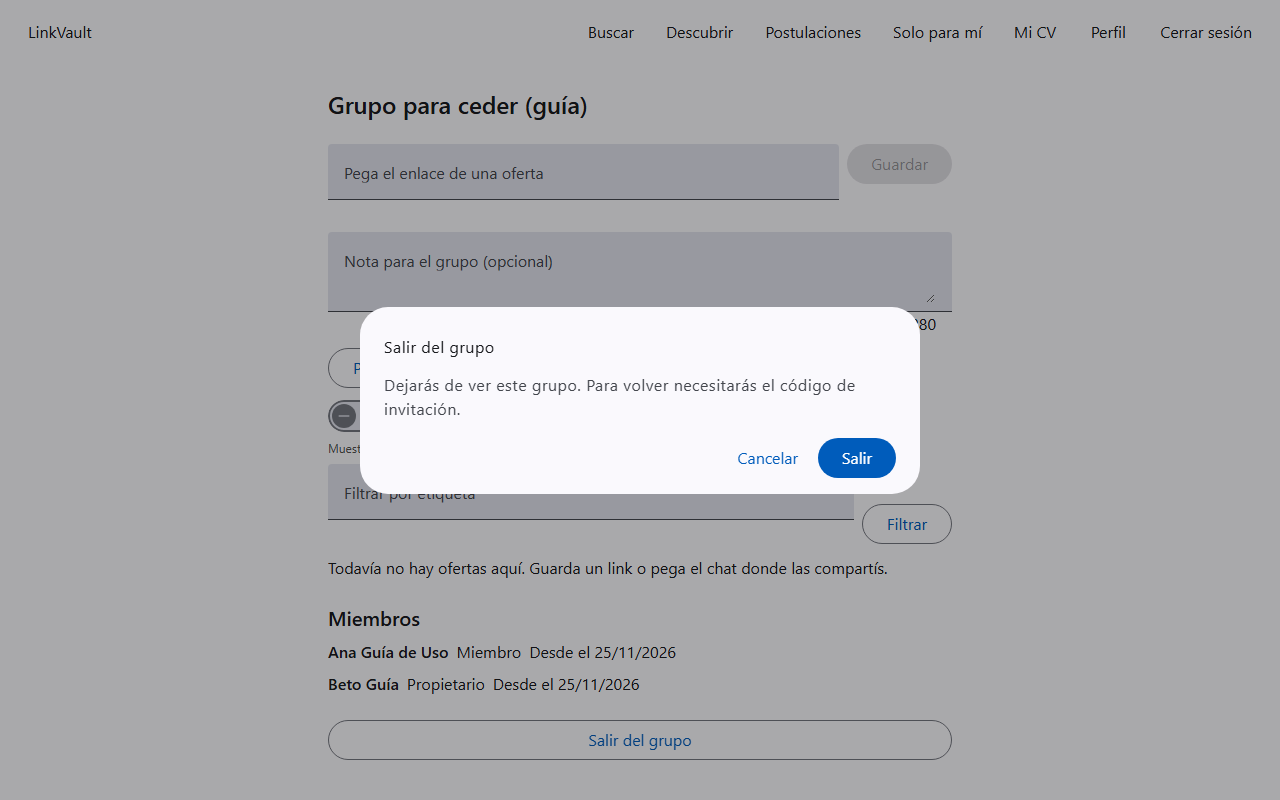 LinkVault
Buscar
Descubrir
Postulaciones
Solo para mí
Mi CV
Perfil
Cerrar sesión
Grupo para ceder (guía)
Pega el enlace de una oferta
Guardar
Nota para el grupo (opcional)
Salir del grupo
Dejarás de ver este grupo. Para volver necesitarás el código de
invitación.
Cancelar
Salir
Filtrar por etiqueta
Filtrar
Todavía no hay ofertas aquí. Guarda un link o pega el chat donde las compartís.
Miembros
Ana Guía de Uso Miembro Desde el 25/11/2026
Beto Guía Propietario Desde el 25/11/2026
Salir del grupo